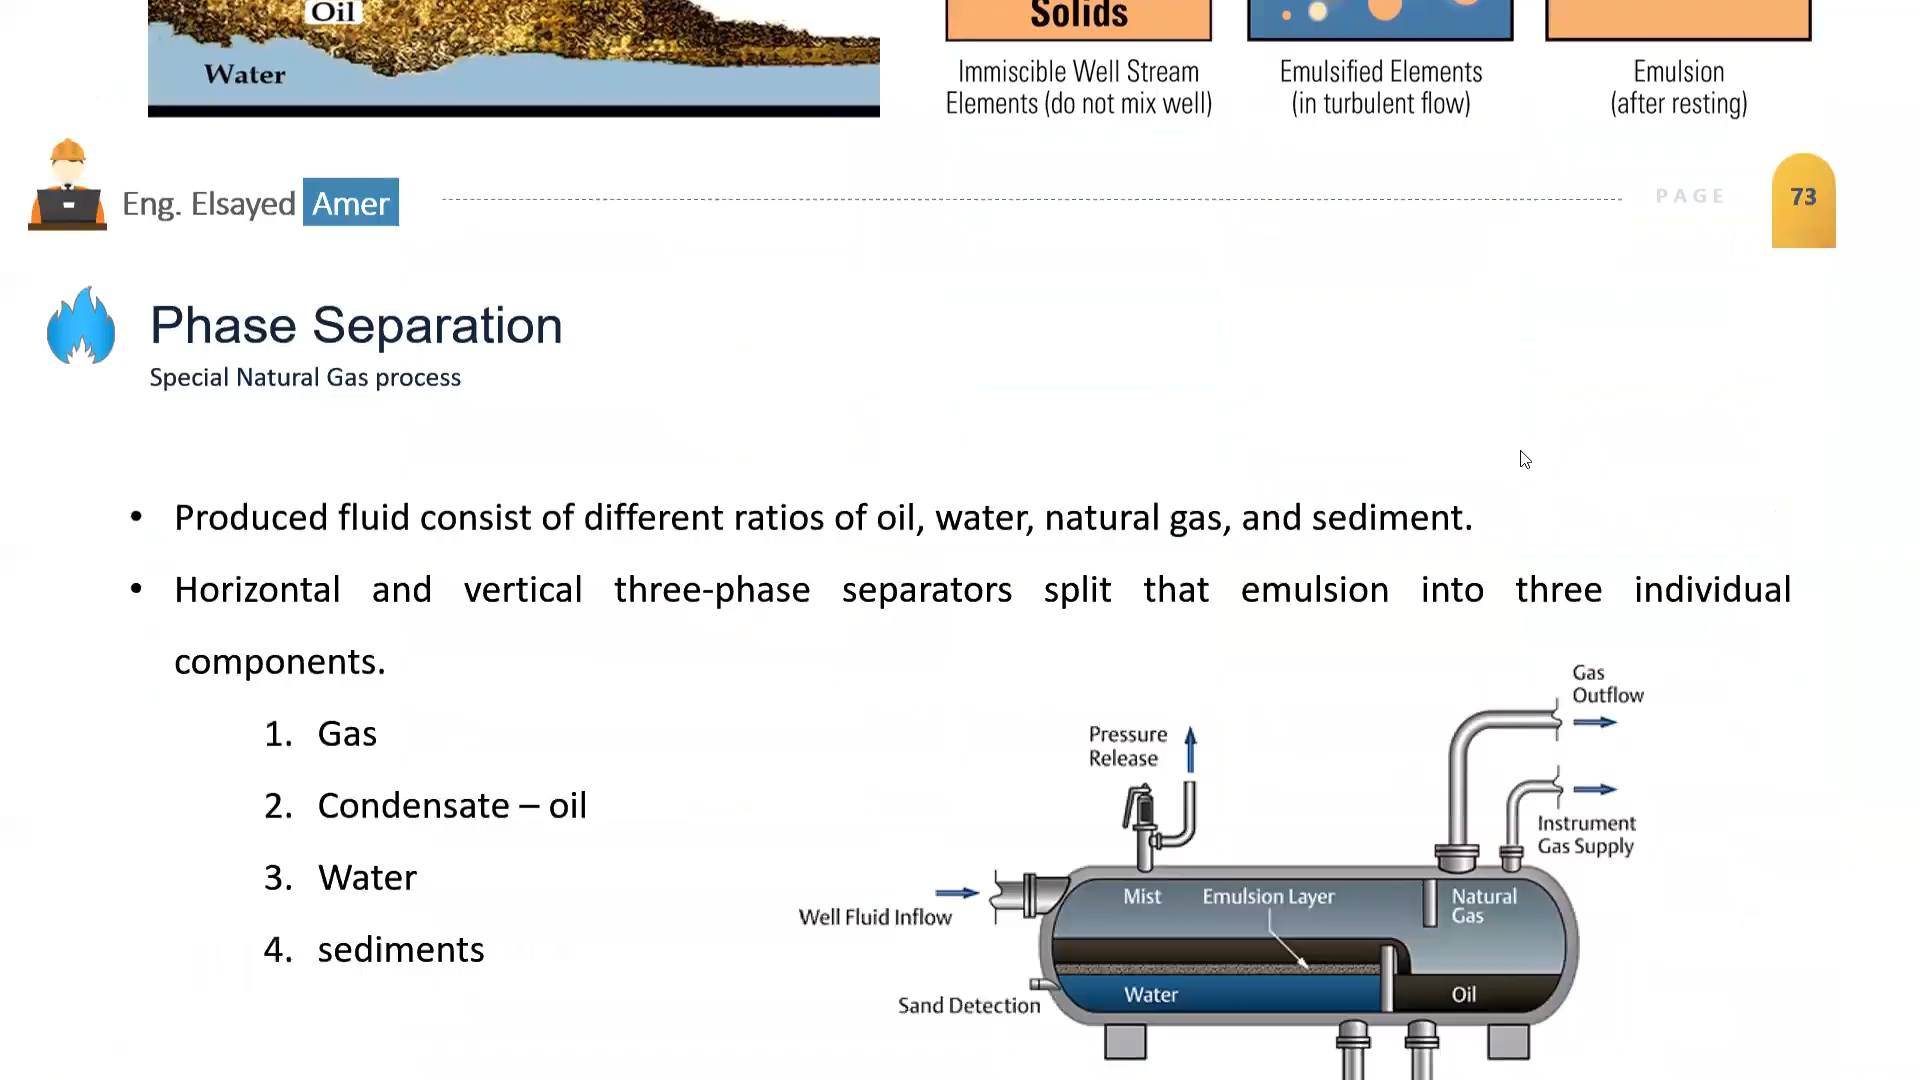 Oil
Water
Solids
Immiscible Well Stream
Elements (do not mix well)
Emulsified Elements
(in turbulent flow)
Emulsion
(after resting)
Eng. Elsayed Amer
PAGE
73
Phase Separation
Special Natural Gas process
• Produced fluid consist of different ratios of oil, water, natural gas, and sediment.
• Horizontal and vertical three-phase separators split that emulsion into three individual
components.
1. Gas
2. Condensate – oil
3. Water
4. sediments
Gas
Outflow
Pressure
Release
Instrument
Gas Supply
Well Fluid Inflow
Mist
Emulsion Layer
Natural
Gas
Sand Detection
Water
Oil